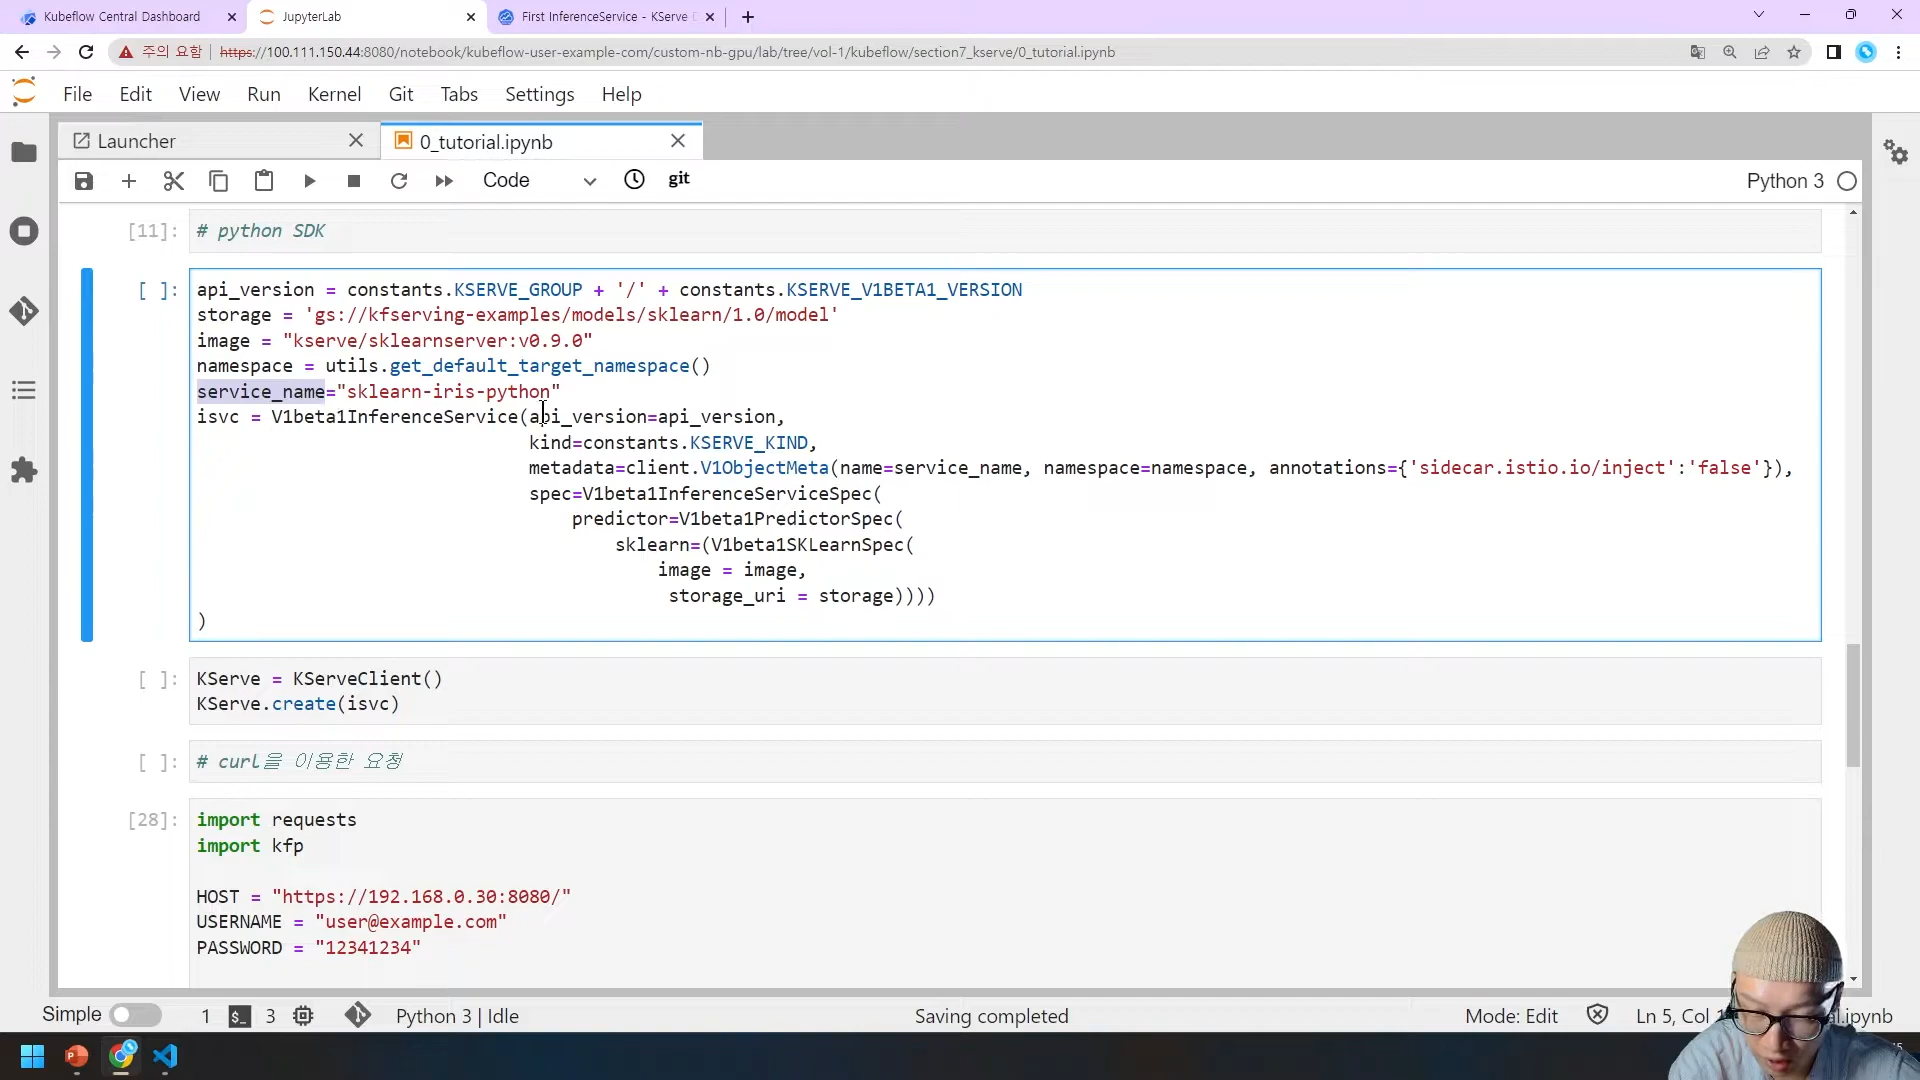 Kubeflow Central Dashboard
JupyterLab
First InferenceService - KServe
주의 요함
https://100.111.150.44:8080/notebook/kubeflow-user-example-com/custom-nb-gpu/lab/tree/vol-1/kubeflow/section7_kserve/0_tutorial.ipynb
File Edit View Run Kernel Git Tabs Settings Help
Launcher
0_tutorial.ipynb
Code
git
Python 3
[11]:
# python SDK
[ ]:
api_version = constants.KSERVE_GROUP + '/' + constants.KSERVE_V1BETA1_VERSION
storage = 'gs://kfserving-examples/models/sklearn/1.0/model'
image = "kserve/sklearnserver:v0.9.0"
namespace = utils.get_default_target_namespace()
service_name="sklearn-iris-python"
isvc = V1beta1InferenceService(api_version=api_version,
kind=constants.KSERVE_KIND,
metadata=client.V1ObjectMeta(name=service_name, namespace=namespace, annotations={'sidecar.istio.io/inject':'false'}),
spec=V1beta1InferenceServiceSpec(
predictor=V1beta1PredictorSpec(
sklearn=(V1beta1SKLearnSpec(
image = image,
storage_uri = storage))))
)
[ ]:
KServe = KServeClient()
KServe.create(isvc)
[ ]:
# curl을 이용한 요청
[28]:
import requests
import kfp
HOST = "https://192.168.0.30:8080/"
USERNAME = "user@example.com"
PASSWORD = "12341234"
Simple
1
$_
3
Python 3 | Idle
Saving completed
Mode: Edit
Ln 5, Col
al.ipynb